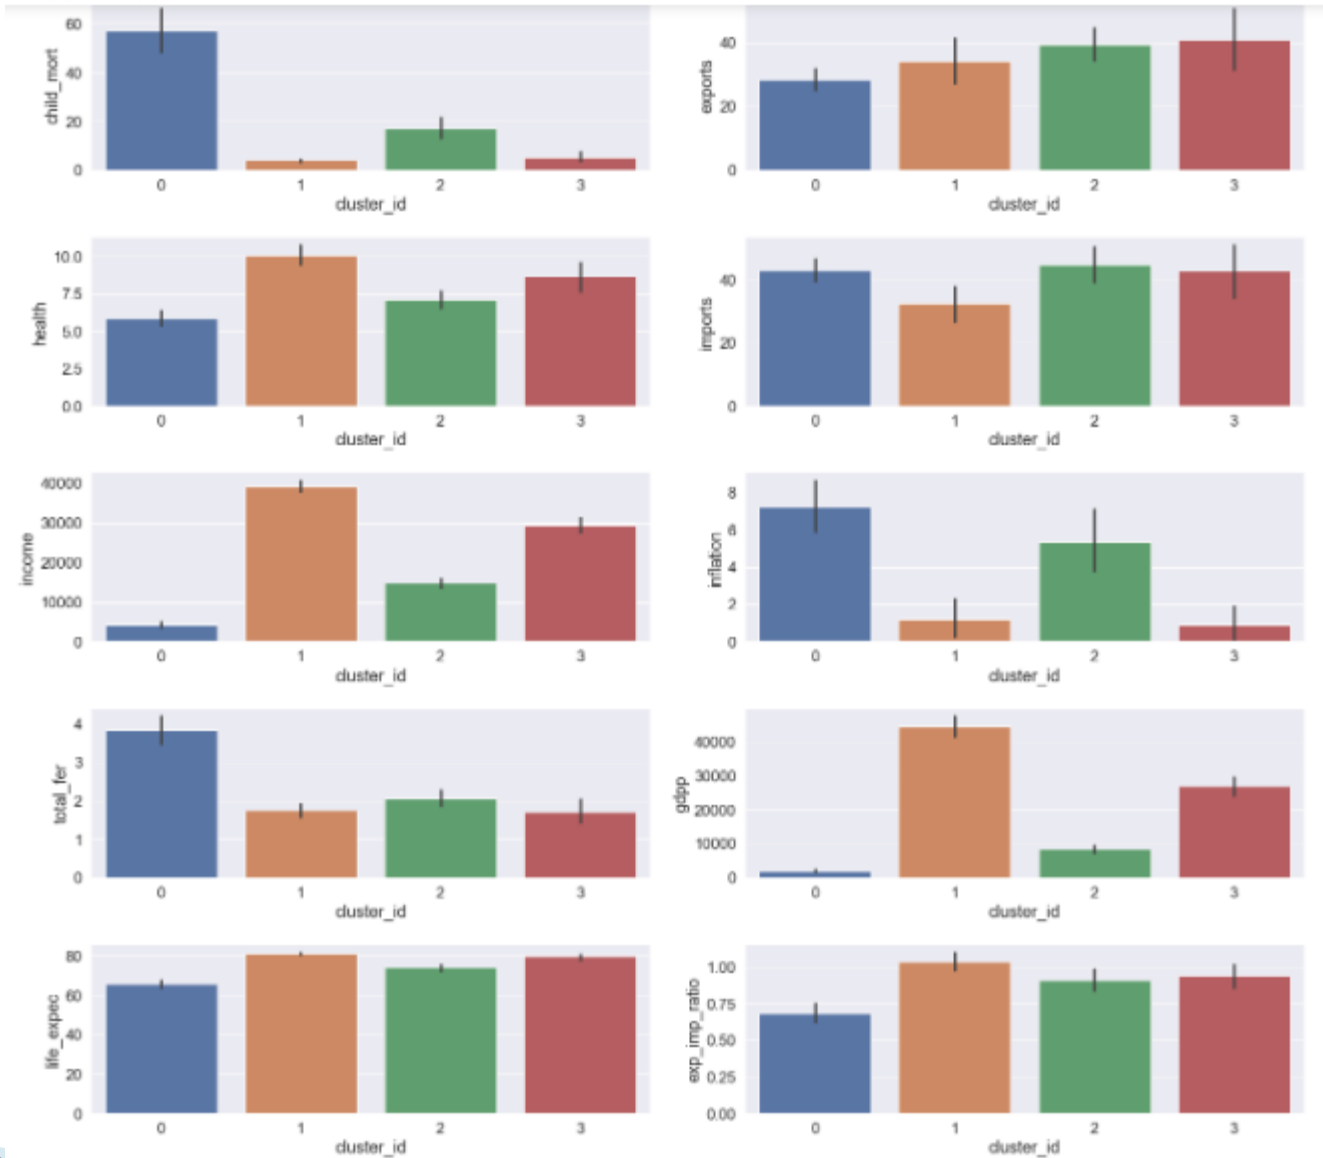 child_mort
60
40
20
0
0 1 2 3
cluster_id
exports
40
20
0
0 1 2 3
cluster_id
health
10.0
7.5
5.0
2.5
0.0
0 1 2 3
cluster_id
imports
40
20
0
0 1 2 3
cluster_id
income
40000
30000
20000
10000
0
0 1 2 3
cluster_id
inflation
8
6
4
2
0
0 1 2 3
cluster_id
total_fer
4
3
2
1
0
0 1 2 3
cluster_id
gdpp
40000
30000
20000
10000
0
0 1 2 3
cluster_id
life_expec
80
60
40
20
0
0 1 2 3
cluster_id
exp_imp_ratio
1.00
0.75
0.50
0.25
0.00
0 1 2 3
cluster_id